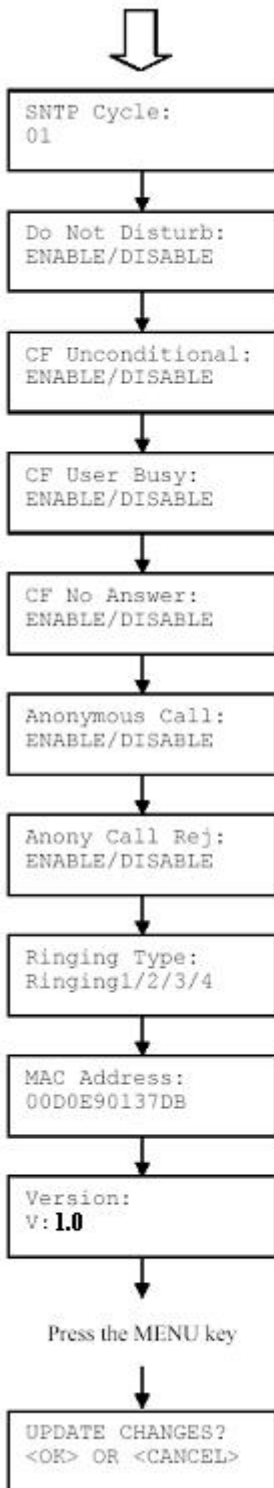 SNTP Cycle:
01
Do Not Disturb:
ENABLE/DISABLE
CF Unconditional:
ENABLE/DISABLE
CF User Busy:
ENABLE/DISABLE
CF No Answer:
ENABLE/DISABLE
Anonymous Call:
ENABLE/DISABLE
Anony Call Rej:
ENABLE/DISABLE
Ringing Type:
Ringing1/2/3/4
MAC Address:
00D0E90137DB
Version:
V: 1.0
Press the MENU key
UPDATE CHANGES?
<OK> OR <CANCEL>